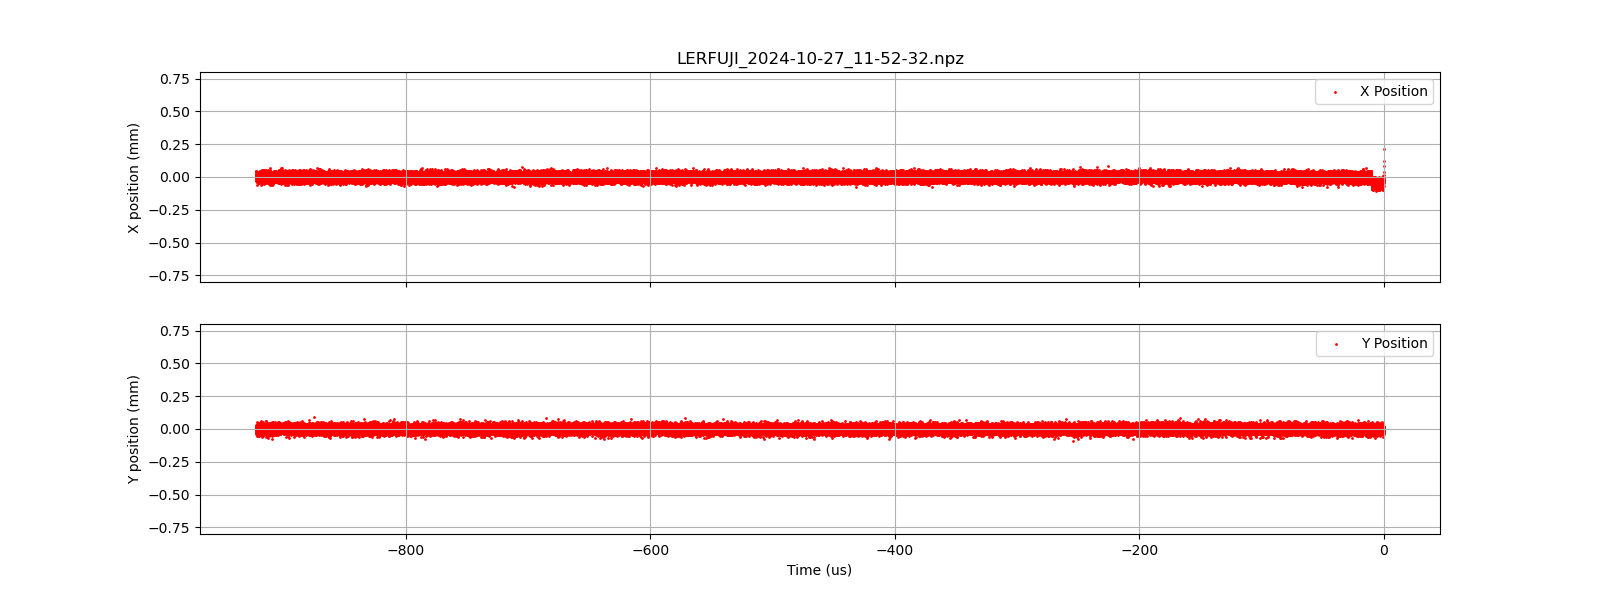 LERFUJI_2024-10-27_11-52-32.npz
X position (mm)
0.75
0.50
0.25
0.00
−0.25
−0.50
−0.75
X Position
Y position (mm)
0.75
0.50
0.25
0.00
−0.25
−0.50
−0.75
Y Position
−800 −600 −400 −200 0
Time (us)